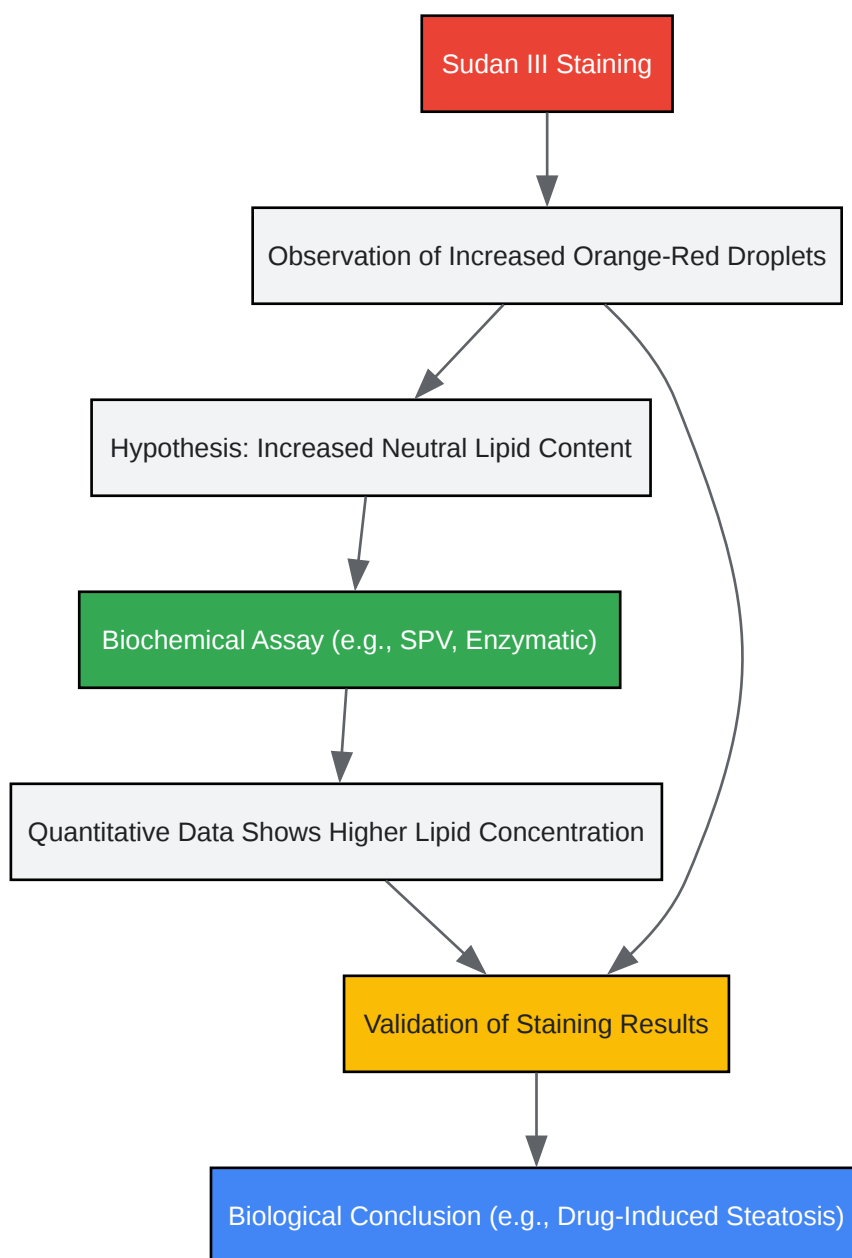 Sudan III Staining
Observation of Increased Orange-Red Droplets
Hypothesis: Increased Neutral Lipid Content
Biochemical Assay (e.g., SPV, Enzymatic)
Quantitative Data Shows Higher Lipid Concentration
Validation of Staining Results
Biological Conclusion (e.g., Drug-Induced Steatosis)